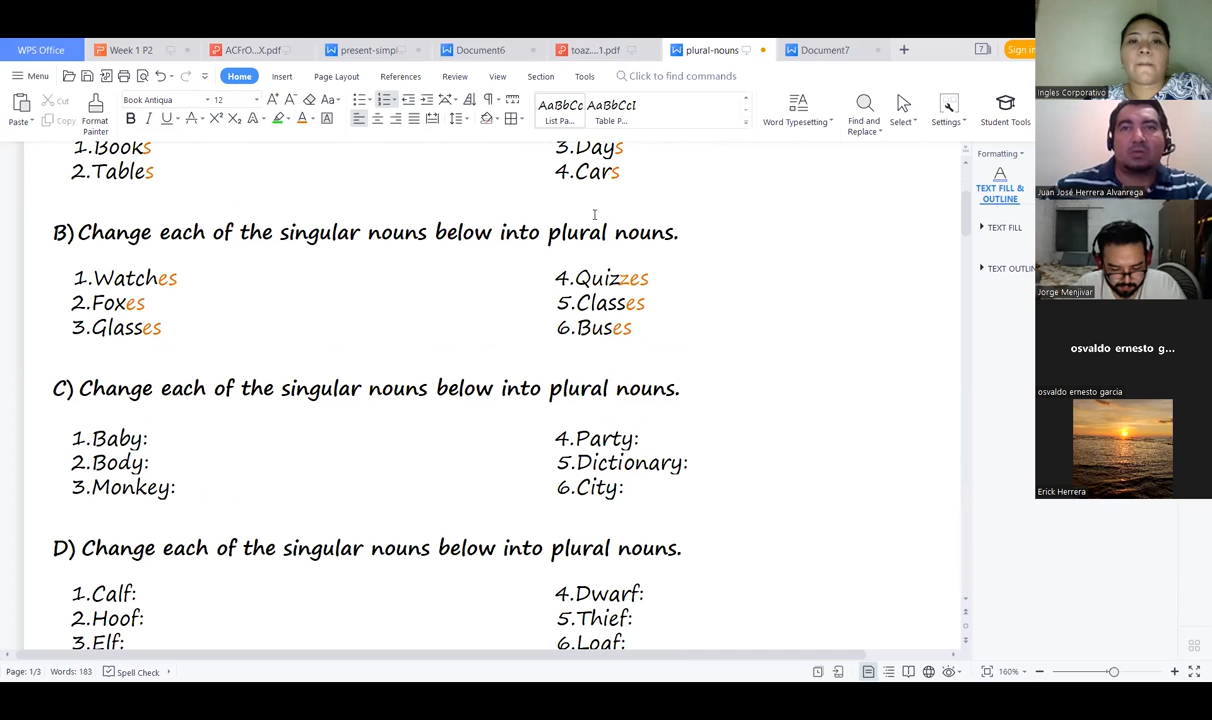 WPS Office
Week 1 P2
ACFrO...X.pdf
present-simpl
Document6
toaz....1.pdf
plural-nouns
Document7
Sign in
Menu
Home
Insert
Page Layout
References
Review
View
Section
Tools
Click to find commands
Paste
Cut
Copy
Format
Painter
Book Antiqua
12
B I U
AaBbCc
List Pa...
AaBbCcI
Table P...
Word Typesetting
Find and
Replace
Select
Settings
Student Tools
Formatting
TEXT FILL &
OUTLINE
TEXT FILL
TEXT OUTLIN
1.Books
2.Tables
3.Days
4.Cars
B) Change each of the singular nouns below into plural nouns.
1.Watches
2.Foxes
3.Glasses
4.Quizzes
5.Classes
6.Buses
C) Change each of the singular nouns below into plural nouns.
1.Baby:
2.Body:
3.Monkey:
4.Party:
5.Dictionary:
6.City:
D) Change each of the singular nouns below into plural nouns.
1.Calf:
2.Hoof:
3.Elf:
4.Dwarf:
5.Thief:
6.Loaf:
Page: 1/3
Words: 183
Spell Check
160%
Ingles Corporativo
Juan José Herrera Alvanrega
Jorge Menjivar
osvaldo ernesto g...
osvaldo ernesto garcia
Erick Herrera